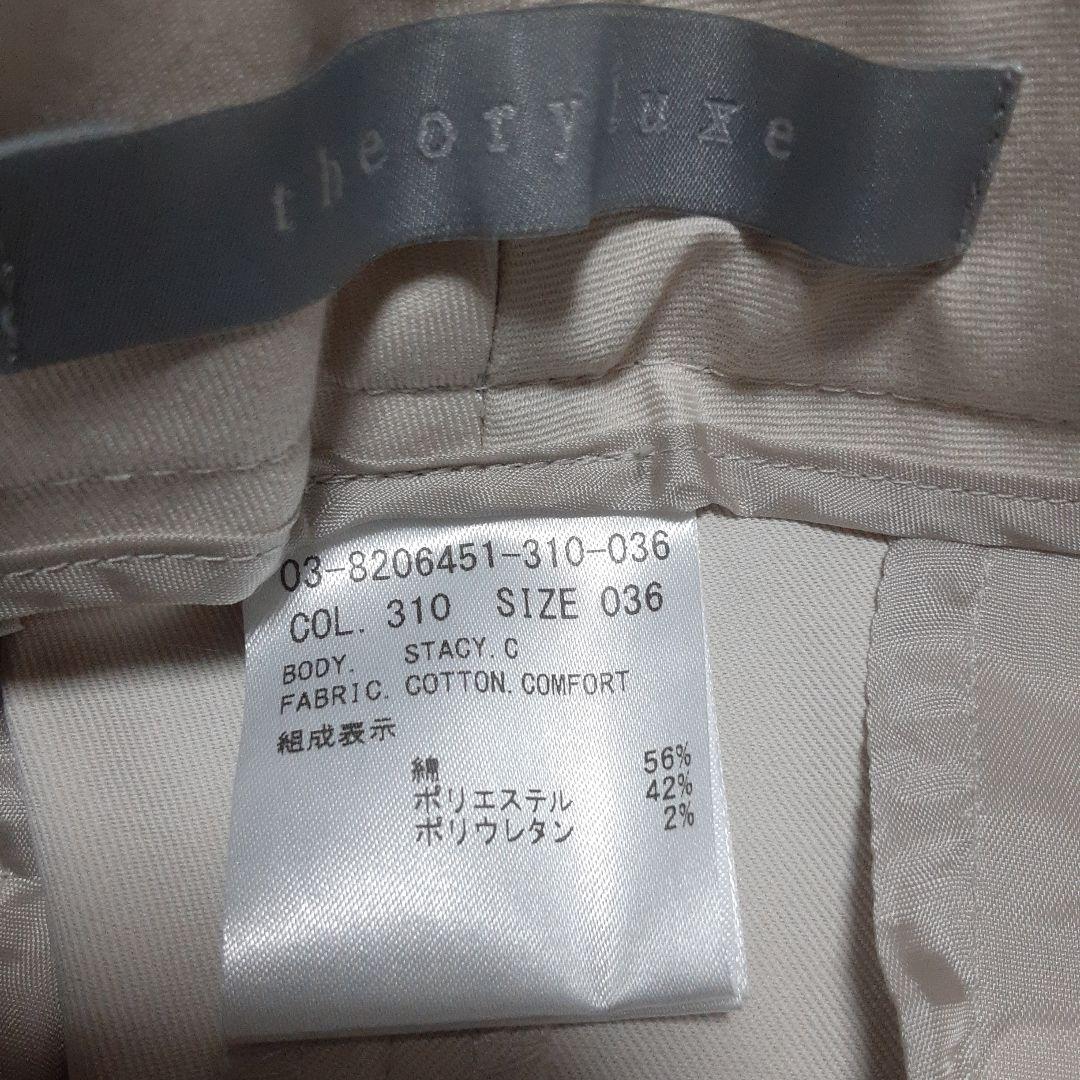 theory luxe
03-8206451-310-036
COL. 310 SIZE 036
BODY. STACY. C
FABRIC. COTTON. COMFORT
組成表示
綿 56%
ポリエステル 42%
ポリウレタン 2%